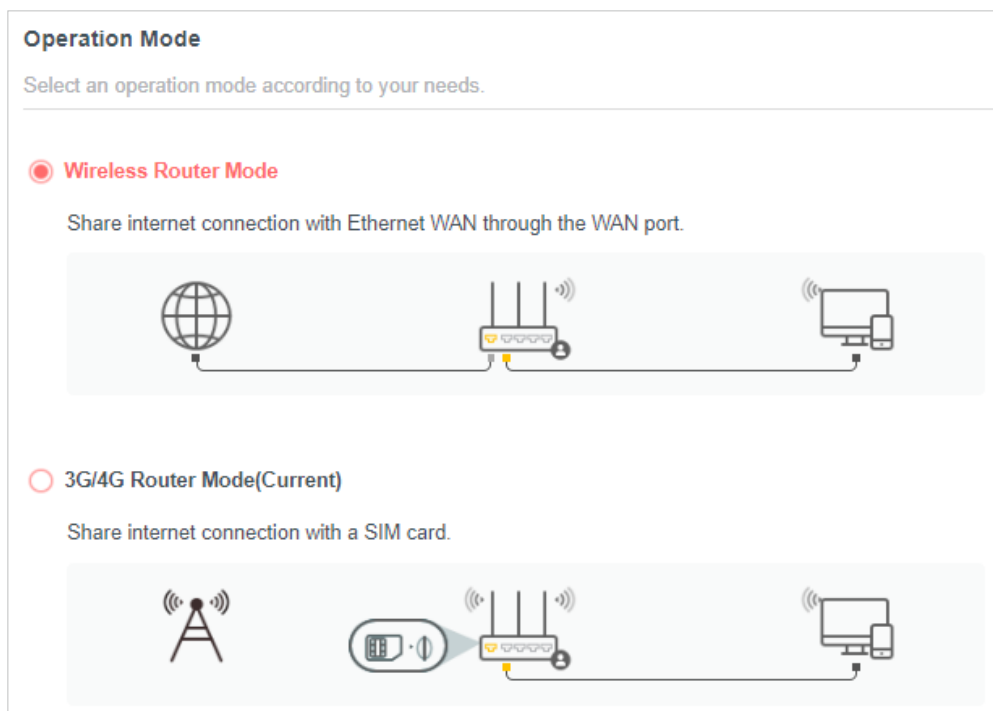 Operation Mode
Select an operation mode according to your needs.
Wireless Router Mode
Share internet connection with Ethernet WAN through the WAN port.
3G/4G Router Mode(Current)
Share internet connection with a SIM card.